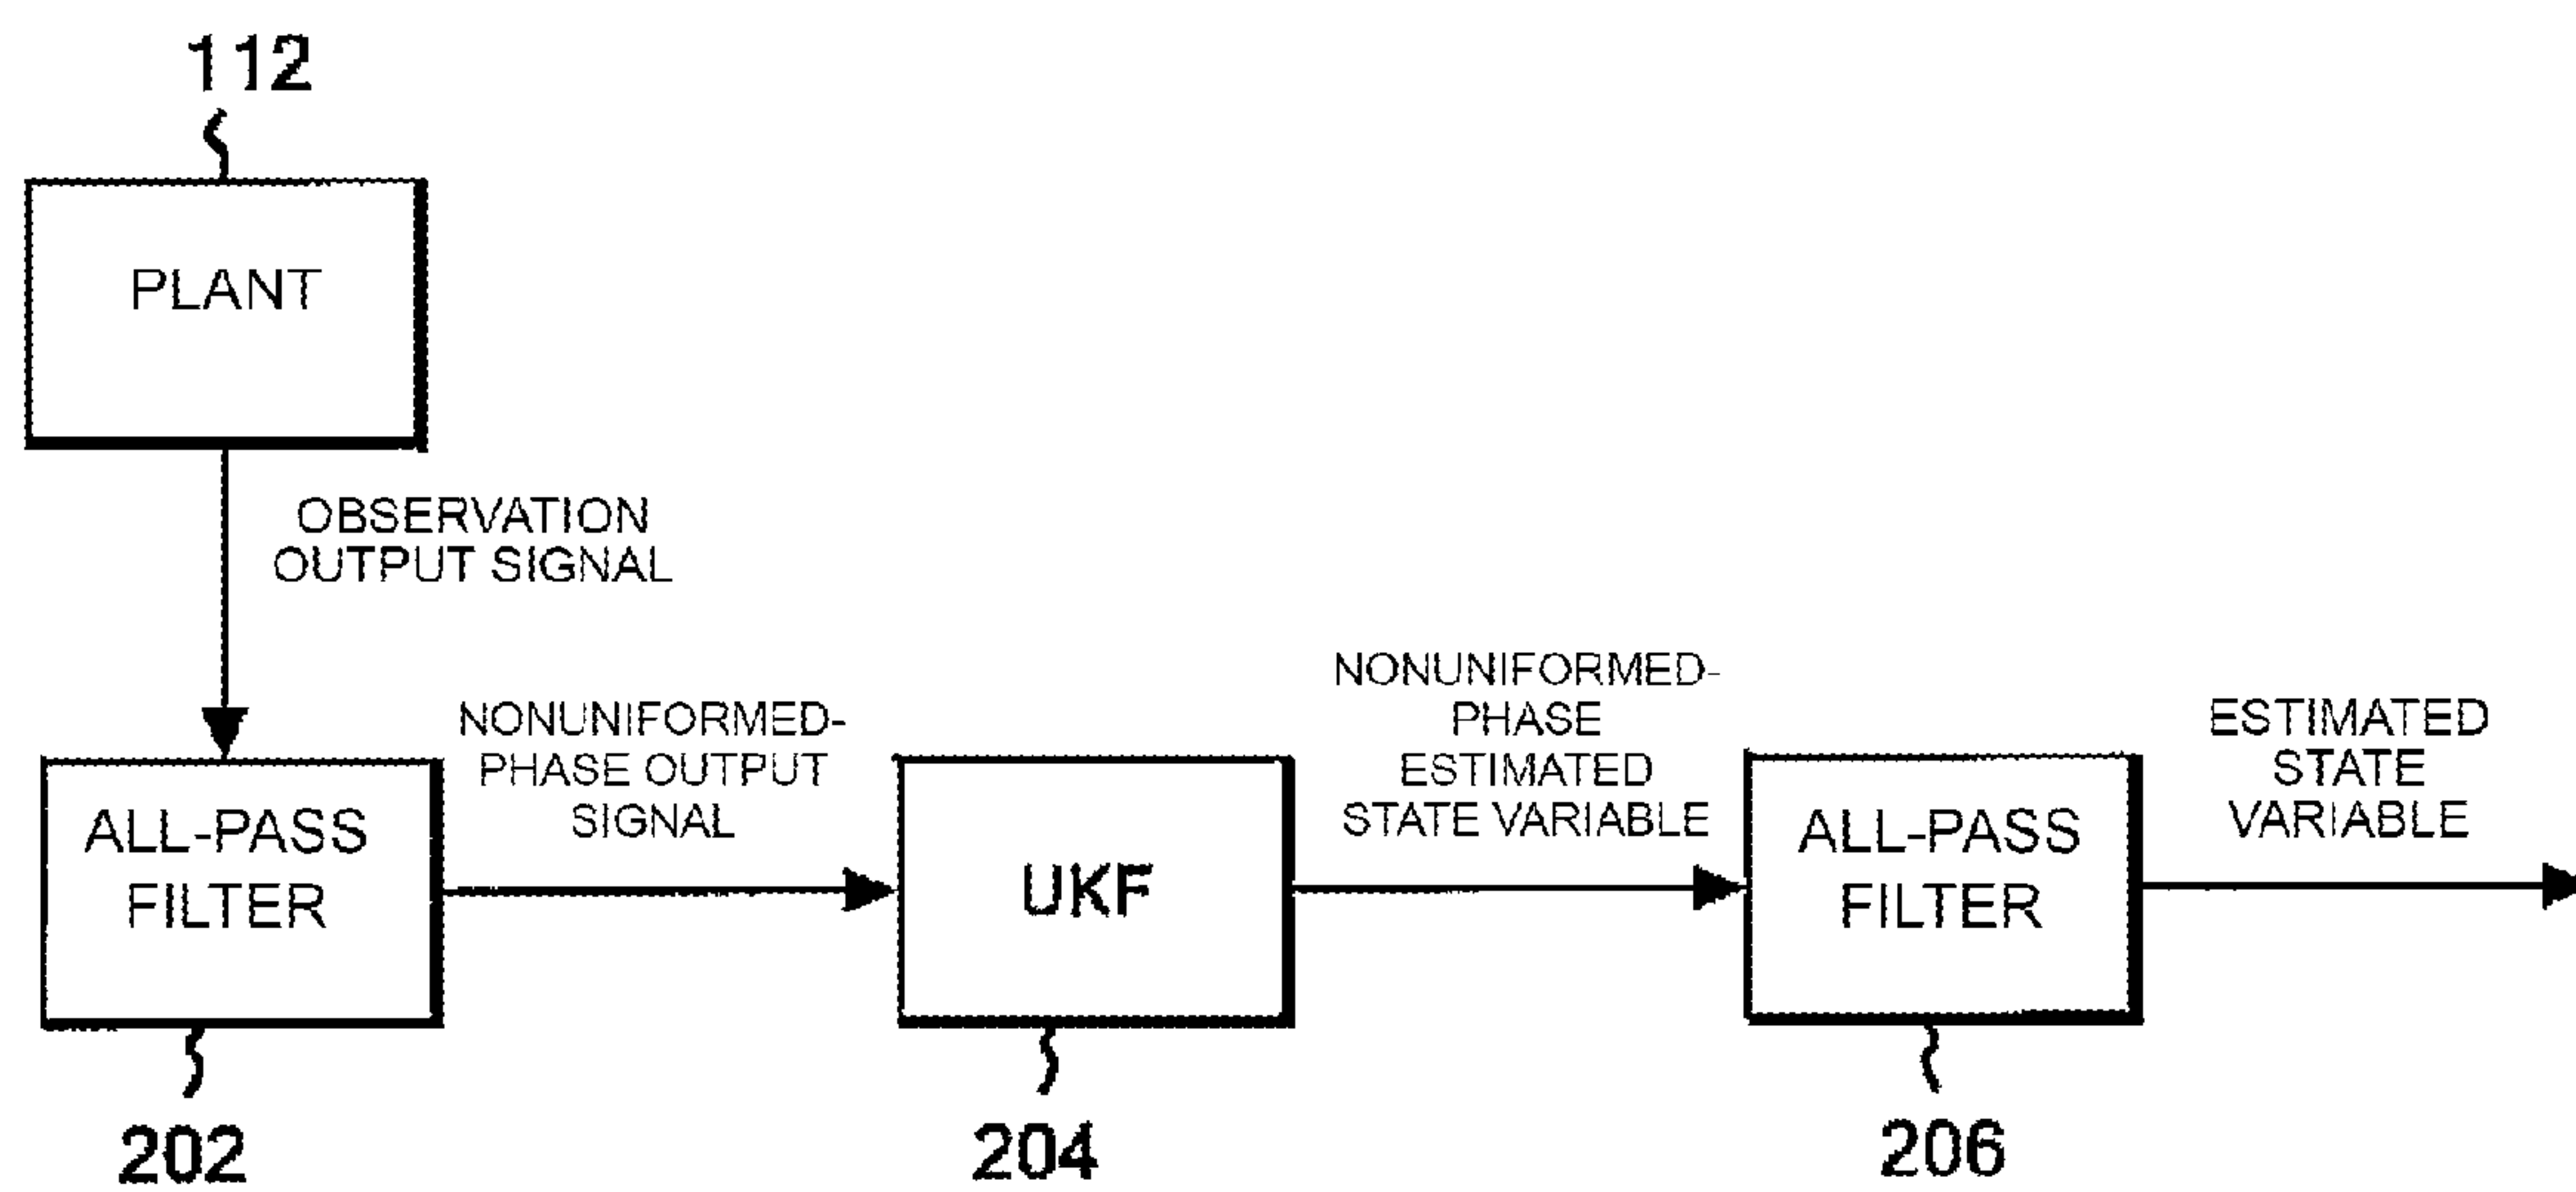 112
PLANT
OBSERVATION
OUTPUT SIGNAL
ALL-PASS
FILTER
202
NONUNIFORMED-
PHASE OUTPUT
SIGNAL
UKF
204
NONUNIFORMED-
PHASE
ESTIMATED
STATE VARIABLE
ALL-PASS
FILTER
206
ESTIMATED
STATE
VARIABLE